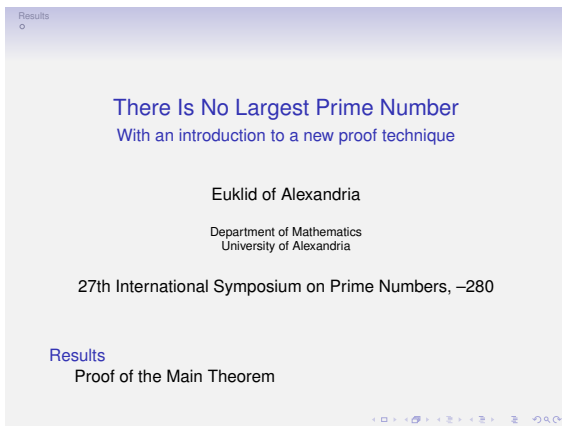 Results
There Is No Largest Prime Number
With an introduction to a new proof technique
Euklid of Alexandria
Department of Mathematics
University of Alexandria
27th International Symposium on Prime Numbers, –280
Results
Proof of the Main Theorem